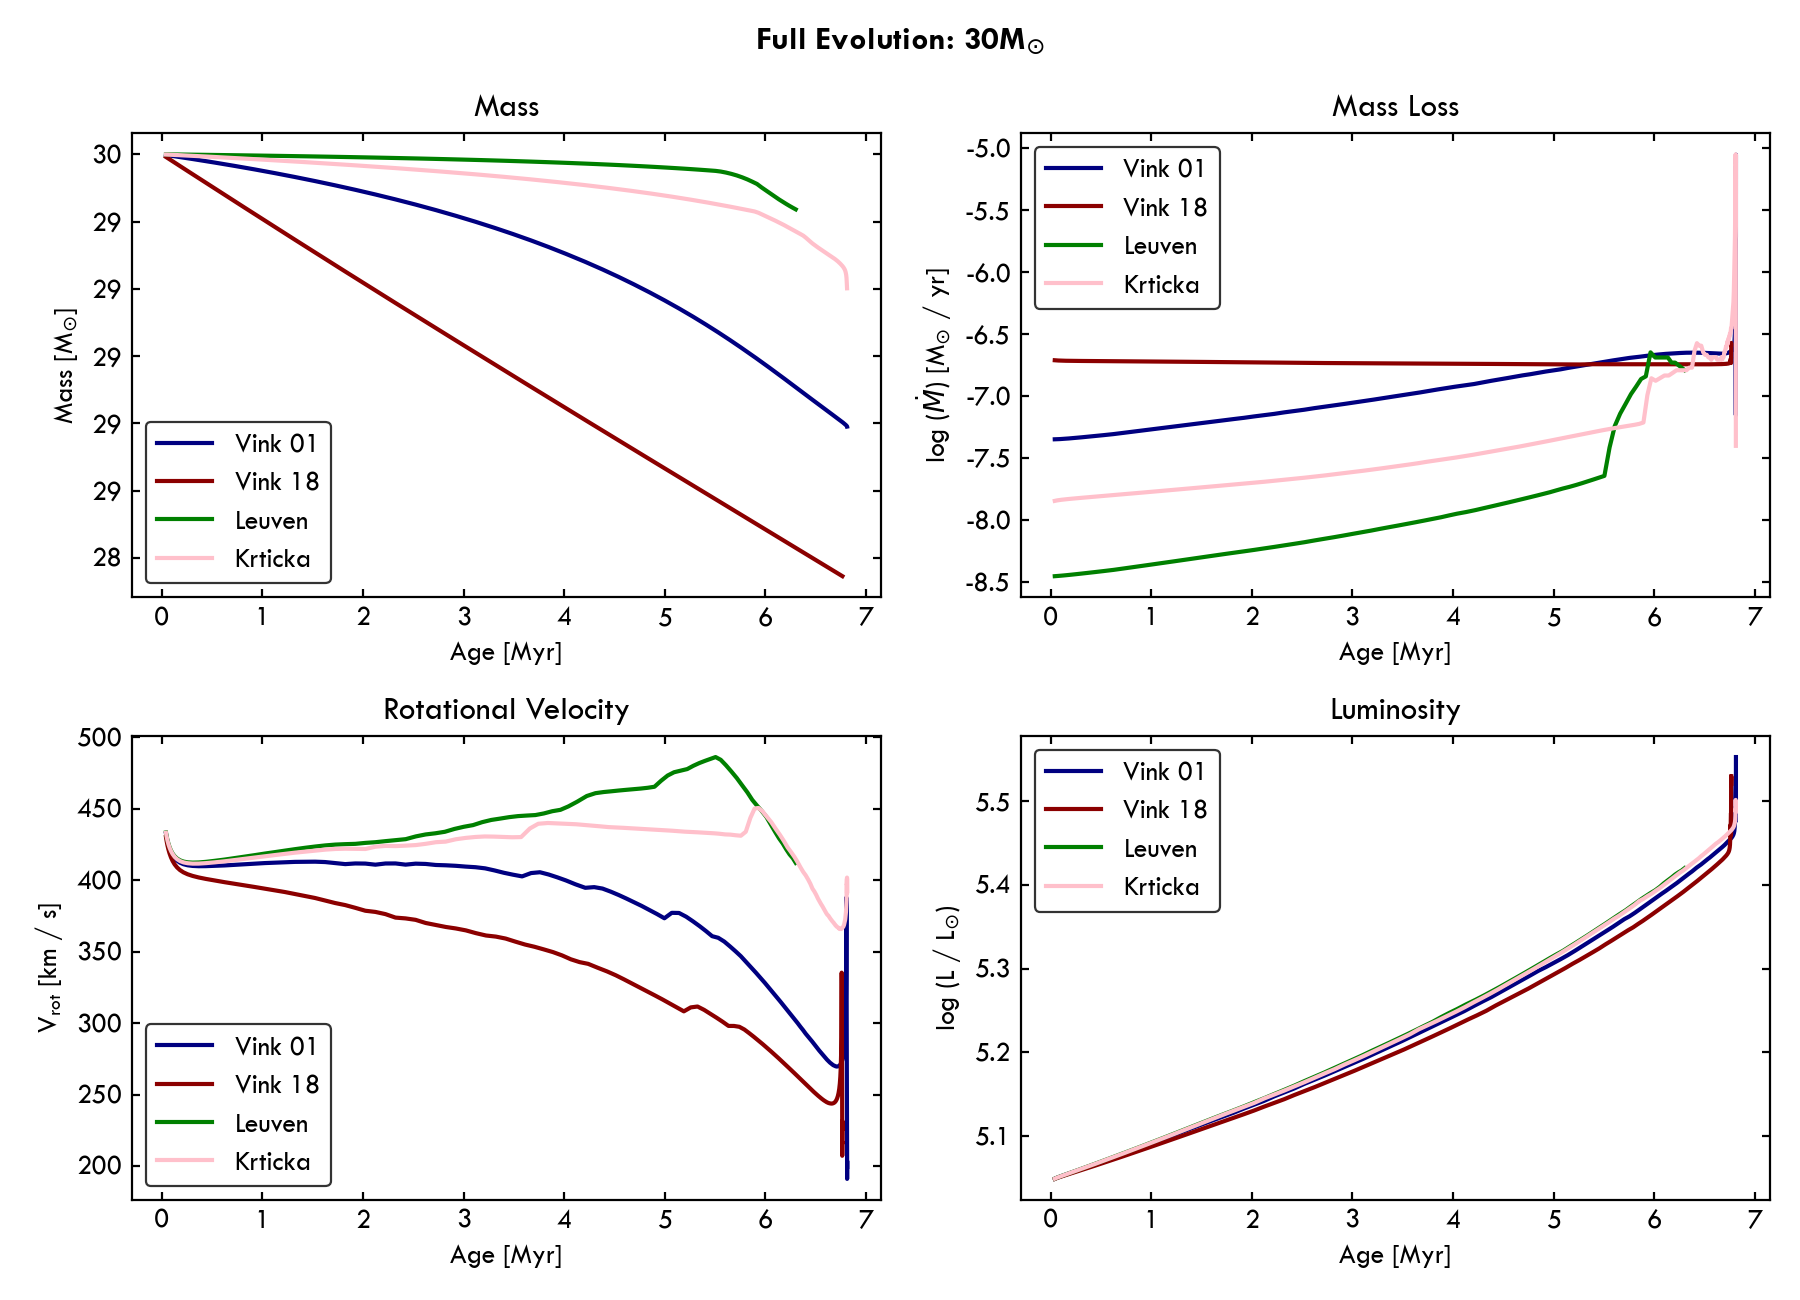 Full Evolution: 30M⊙
Mass
30
29
29
29
29
29
28
Mass [M⊙]
Vink 01
Vink 18
Leuven
Krticka
0 1 2 3 4 5 6 7
Age [Myr]
Mass Loss
-5.0
-5.5
-6.0
-6.5
-7.0
-7.5
-8.0
-8.5
log (Ṁ) [M⊙ / yr]
Vink 01
Vink 18
Leuven
Krticka
0 1 2 3 4 5 6 7
Age [Myr]
Rotational Velocity
500
450
400
350
300
250
200
Vrot [km / s]
Vink 01
Vink 18
Leuven
Krticka
0 1 2 3 4 5 6 7
Age [Myr]
Luminosity
5.5
5.4
5.3
5.2
5.1
log (L / L⊙)
Vink 01
Vink 18
Leuven
Krticka
0 1 2 3 4 5 6 7
Age [Myr]